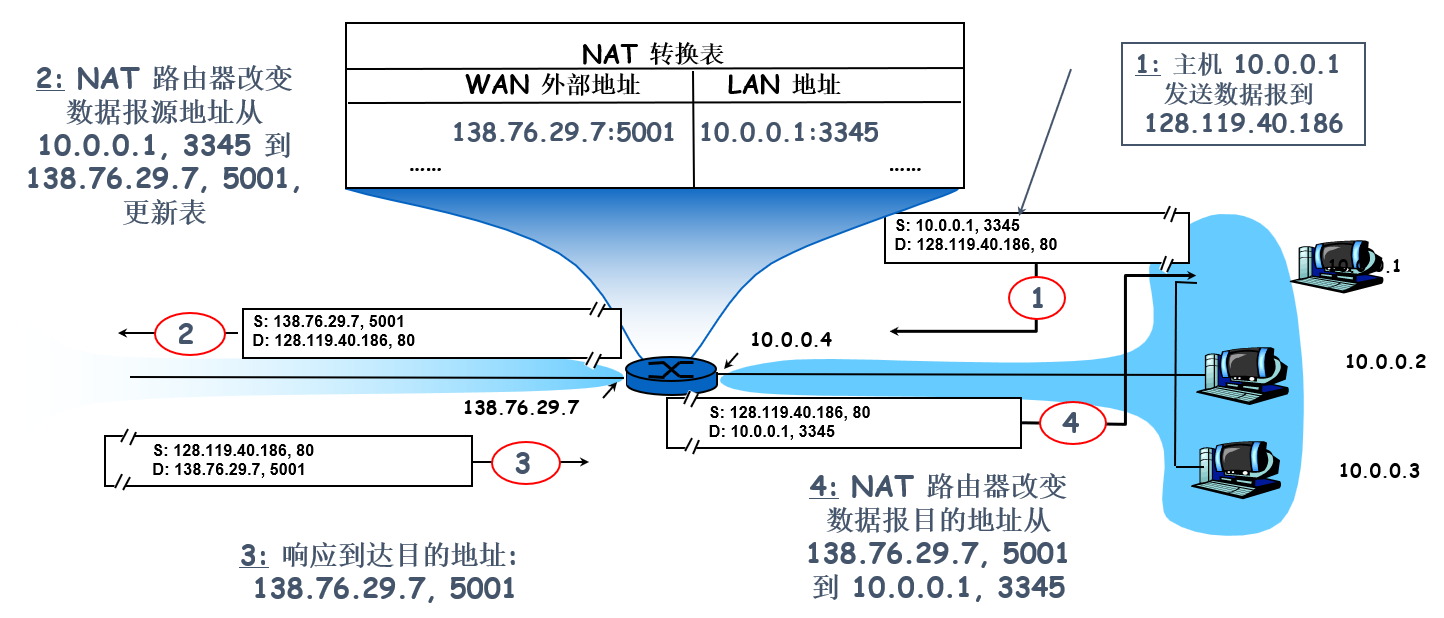 NAT 转换表
WAN 外部地址
LAN 地址
138.76.29.7:5001
10.0.0.1:3345
……
……
2: NAT 路由器改变
数据报源地址从
10.0.0.1, 3345 到
138.76.29.7, 5001,
更新表
1: 主机 10.0.0.1
发送数据报到
128.119.40.186
S: 10.0.0.1, 3345
D: 128.119.40.186, 80
1
10.0.0.1
S: 138.76.29.7, 5001
D: 128.119.40.186, 80
2
10.0.0.4
10.0.0.2
138.76.29.7
S: 128.119.40.186, 80
D: 10.0.0.1, 3345
4
S: 128.119.40.186, 80
D: 138.76.29.7, 5001
3
10.0.0.3
3: 响应到达目的地址:
138.76.29.7, 5001
4: NAT 路由器改变
数据报目的地址从
138.76.29.7, 5001
到 10.0.0.1, 3345